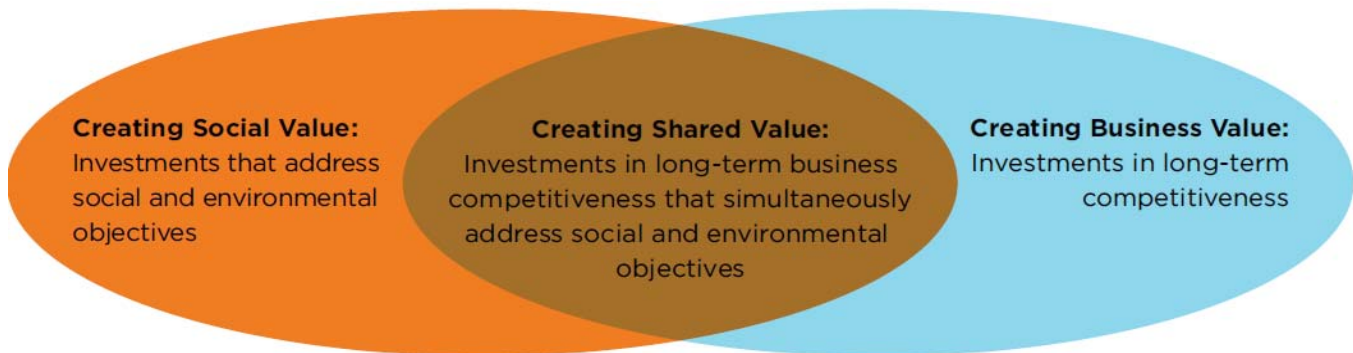 Creating Social Value:
Investments that address
social and environmental
objectives
Creating Shared Value:
Investments in long-term business
competitiveness that simultaneously
address social and environmental
objectives
Creating Business Value:
Investments in long-term
competitiveness